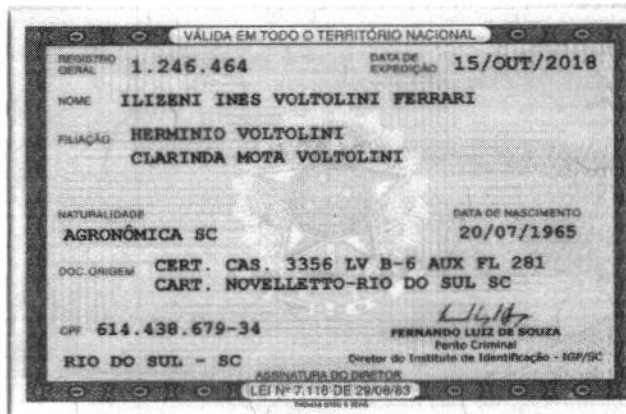 VÁLIDA EM TODO O TERRITÓRIO NACIONAL
REGISTRO GERAL 1.246.464 DATA DE EXPEDIÇÃO 15/OUT/2018
NOME ILIZENI INES VOLTOLINI FERRARI
FILIAÇÃO HERMINIO VOLTOLINI
CLARINDA MOTA VOLTOLINI
NATURALIDADE DATA DE NASCIMENTO
AGRONÔMICA SC 20/07/1965
DOC. ORIGEM CERT. CAS. 3356 LV B-6 AUX FL 281
CART. NOVELLETTO-RIO DO SUL SC
CPF 614.438.679-34
FERNANDO LUIZ DE SOUZA
Perito Criminal
RIO DO SUL - SC Diretor do Instituto de Identificação - IGP/SC
ASSINATURA DO DIRETOR
LEI Nº 7.116 DE 29/08/83